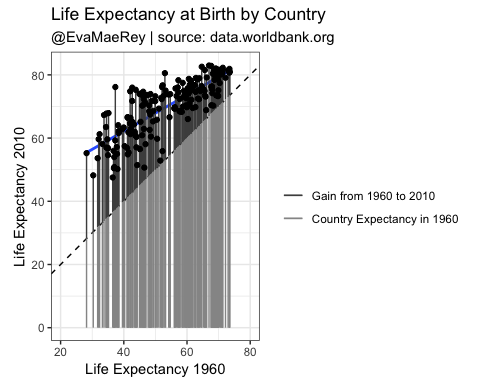 Life Expectancy at Birth by Country
@EvaMaeRey | source: data.worldbank.org
80
60
40
20
0
Life Expectancy 2010
20 40 60 80
Life Expectancy 1960
Gain from 1960 to 2010
Country Expectancy in 1960